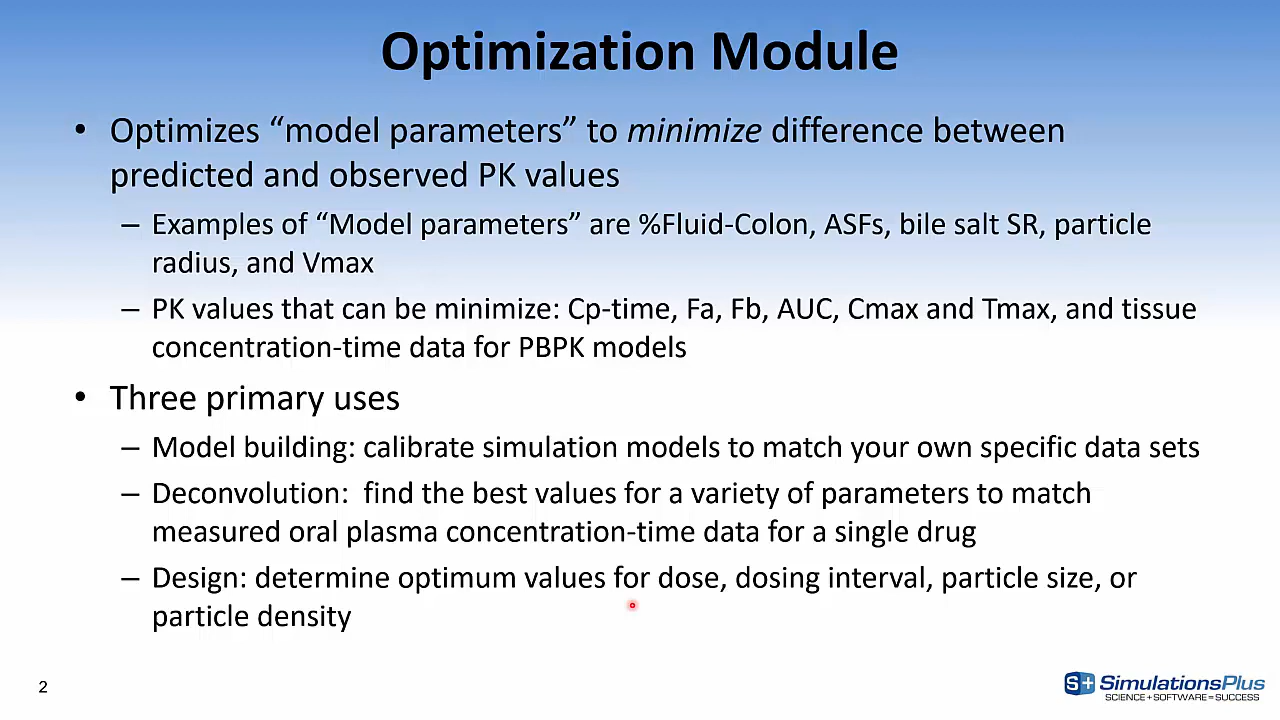 Optimization Module
• Optimizes “model parameters” to minimize difference between
predicted and observed PK values
– Examples of “Model parameters” are %Fluid-Colon, ASFs, bile salt SR, particle
radius, and Vmax
– PK values that can be minimize: Cp-time, Fa, Fb, AUC, Cmax and Tmax, and tissue
concentration-time data for PBPK models
• Three primary uses
– Model building: calibrate simulation models to match your own specific data sets
– Deconvolution:  find the best values for a variety of parameters to match
measured oral plasma concentration-time data for a single drug
– Design: determine optimum values for dose, dosing interval, particle size, or
particle density
2
S+ SimulationsPlus
SCIENCE+SOFTWARE=SUCCESS